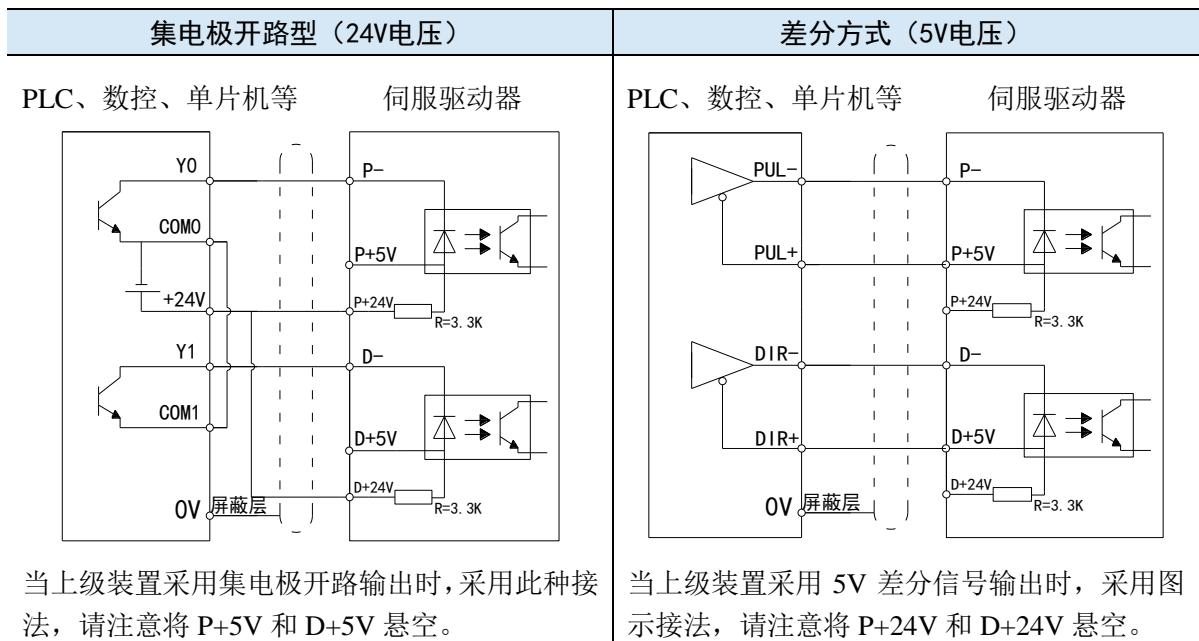 集电极开路型（24V电压）
差分方式（5V电压）
PLC、数控、单片机等
伺服驱动器
Y0
P-
COM0
P+5V
+24V
P+24V
R=3.3K
Y1
D-
COM1
D+5V
D+24V
R=3.3K
0V
屏蔽层
当上级装置采用集电极开路输出时，采用此种接
法，请注意将 P+5V 和 D+5V 悬空。
PLC、数控、单片机等
伺服驱动器
PUL-
P-
PUL+
P+5V
P+24V
R=3.3K
DIR-
D-
DIR+
D+5V
D+24V
R=3.3K
0V
屏蔽层
当上级装置采用 5V 差分信号输出时，采用图
示接法，请注意将 P+24V 和 D+24V 悬空。